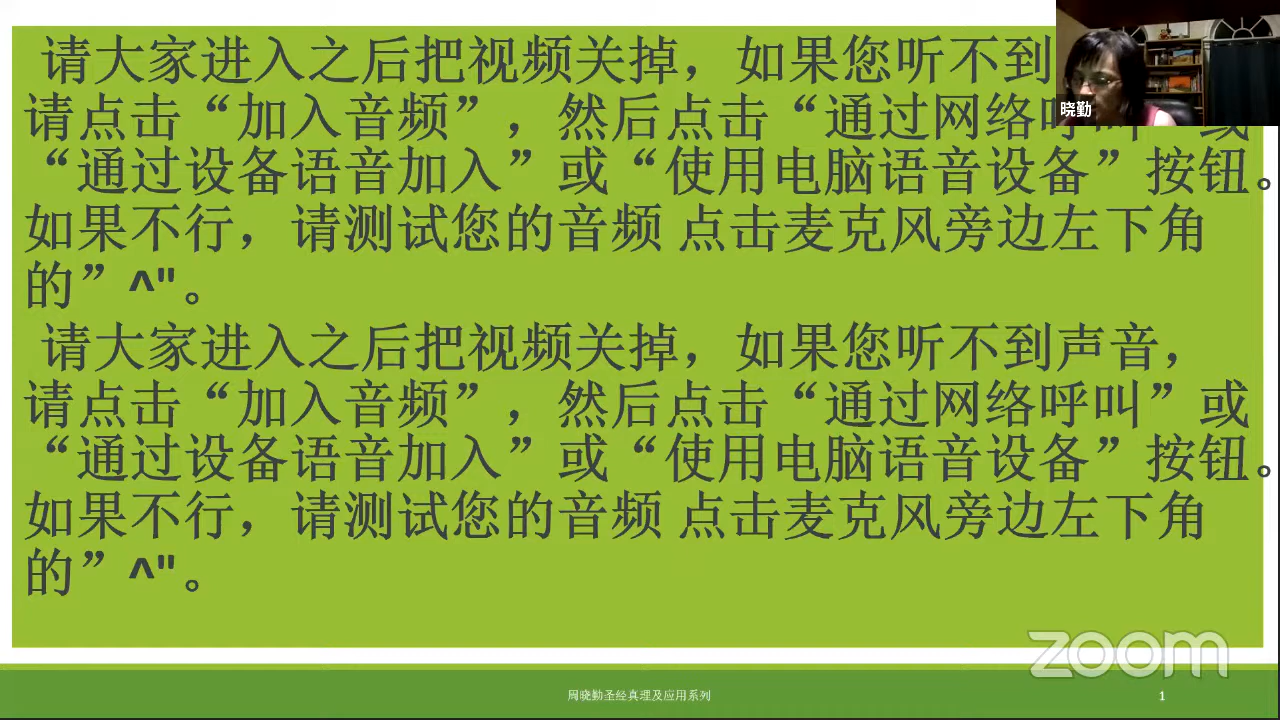 请大家进入之后把视频关掉，如果您听不到
晓勤
请点击“加入音频”，然后点击“通过网络呼叫”或
“通过设备语音加入”或“使用电脑语音设备”按钮。
如果不行，请测试您的音频 点击麦克风旁边左下角
的”^"。
请大家进入之后把视频关掉，如果您听不到声音，
请点击“加入音频”，然后点击“通过网络呼叫”或
“通过设备语音加入”或“使用电脑语音设备”按钮。
如果不行，请测试您的音频 点击麦克风旁边左下角
的”^"。
zoom
周晓勤圣经真理及应用系列
1